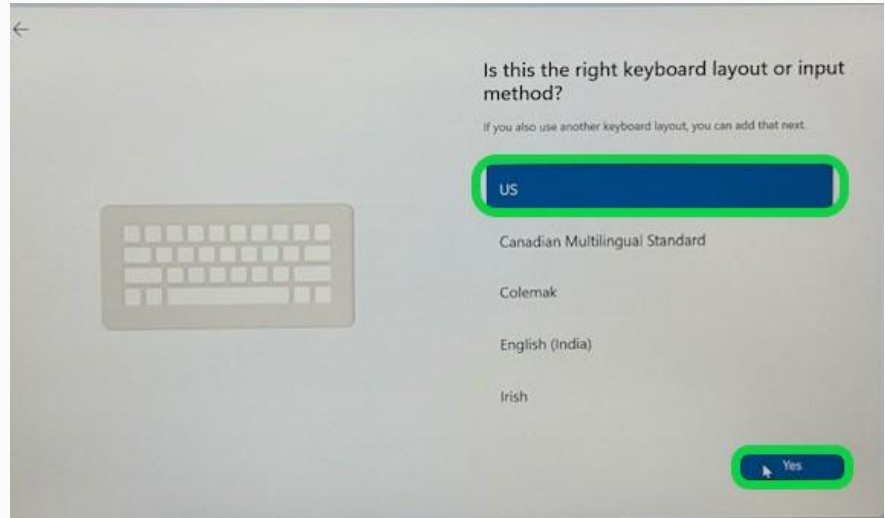 Is this the right keyboard layout or input
method?
If you also use another keyboard layout, you can add that next.
US
Canadian Multilingual Standard
Colemak
English (India)
Irish
Yes